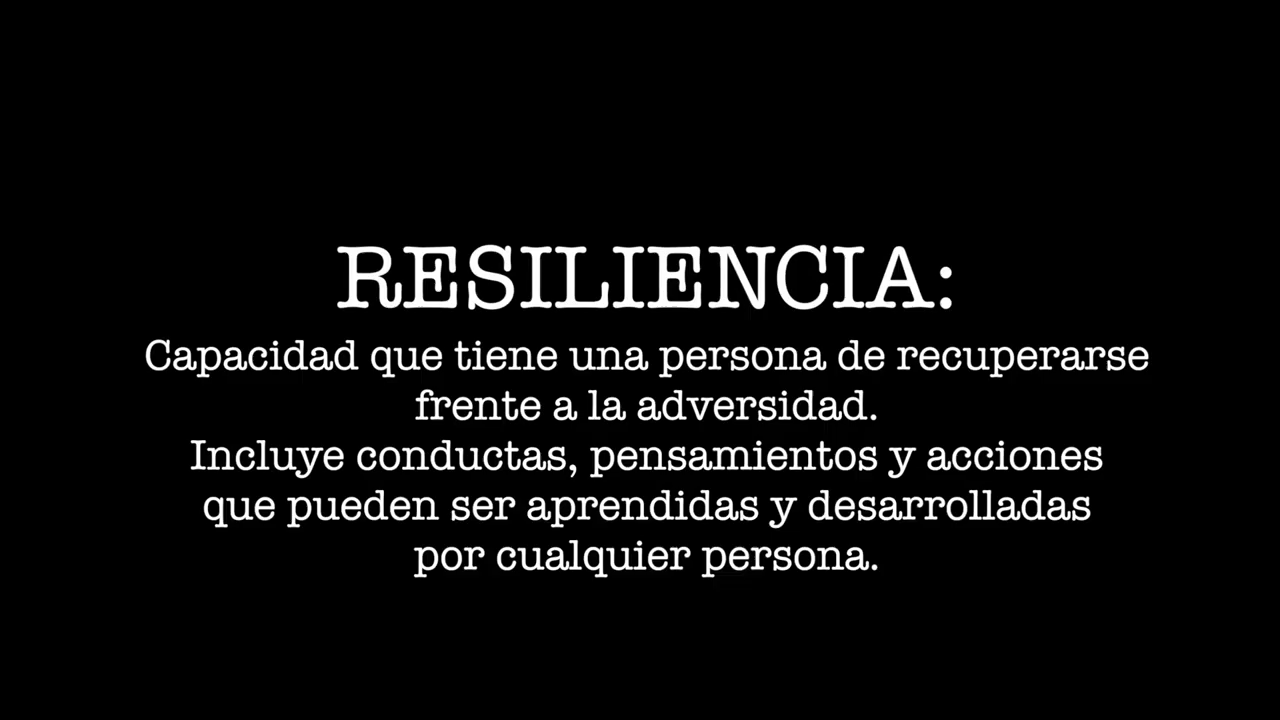 RESILIENCIA:
Capacidad que tiene una persona de recuperarse
frente a la adversidad.
Incluye conductas, pensamientos y acciones
que pueden ser aprendidas y desarrolladas
por cualquier persona.